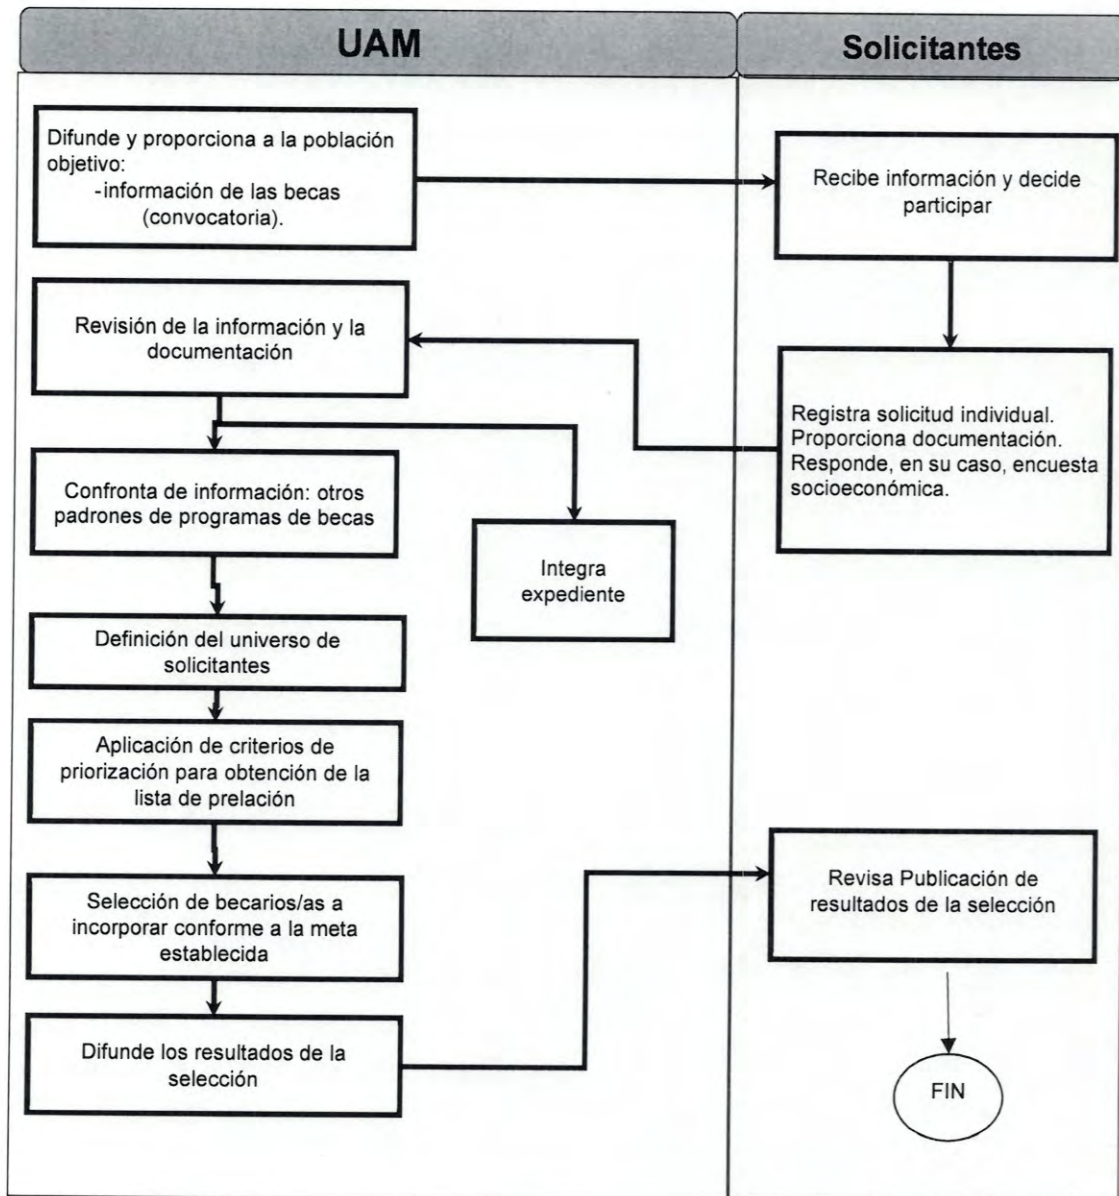 UAM
Solicitantes
Difunde y proporciona a la población
objetivo:
-información de las becas
(convocatoria).
Recibe información y decide
participar
Revisión de la información y la
documentación
Registra solicitud individual.
Proporciona documentación.
Responde, en su caso, encuesta
socioeconómica.
Confronta de información: otros
padrones de programas de becas
Integra
expediente
Definición del universo de
solicitantes
Aplicación de criterios de
priorización para obtención de la
lista de prelación
Selección de becarios/as a
incorporar conforme a la meta
establecida
Revisa Publicación de
resultados de la selección
Difunde los resultados de la
selección
FIN